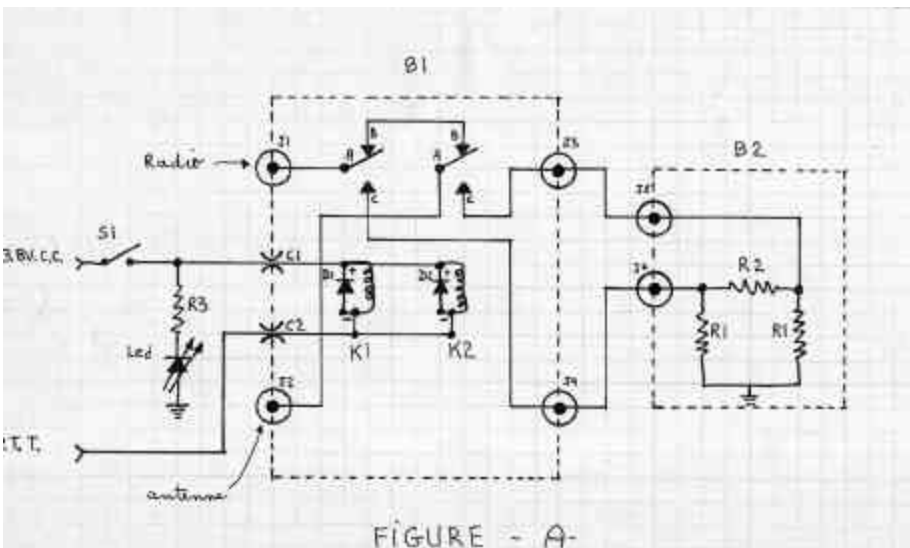 B1
B2
J1
B
B
J3
Radio
A
A
J5
C
C
S1
3.8V.C.C.
C1
J6
R2
D1
+
D2
+
R3
C2
R1
R1
Led
K1
K2
J2
J4
.T.T.
antenne
FIGURE - A-